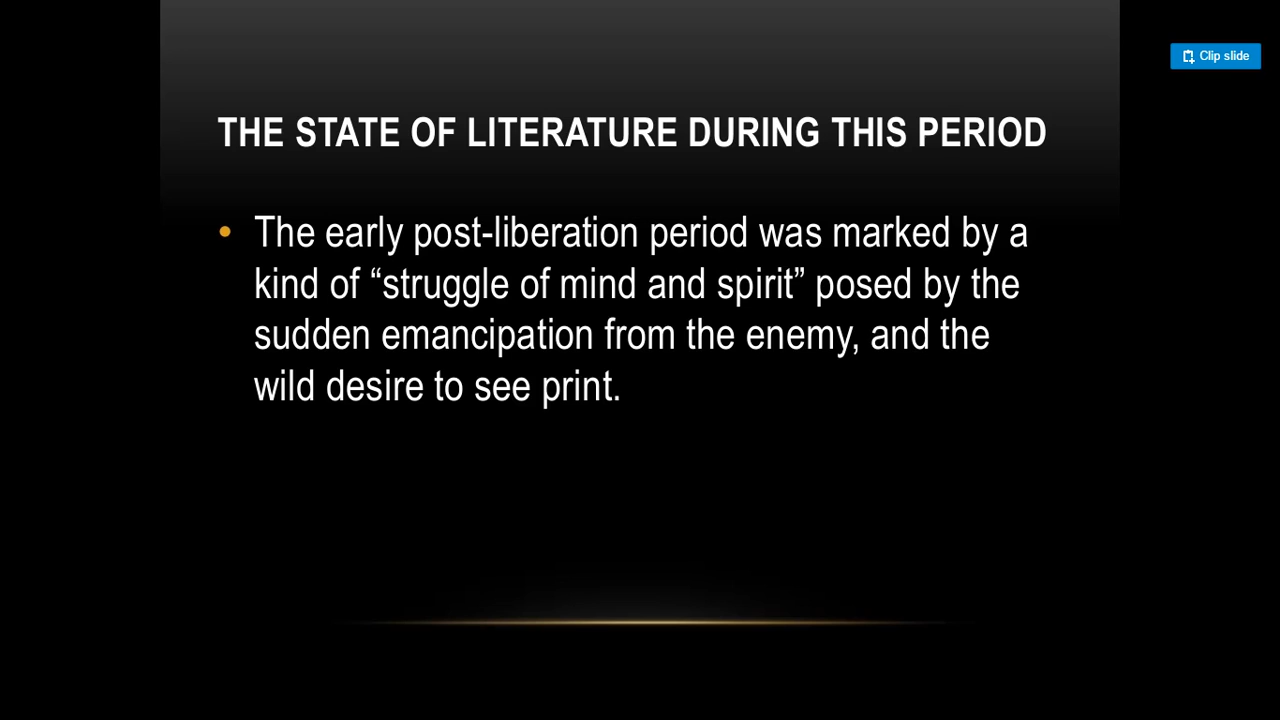 Clip slide
THE STATE OF LITERATURE DURING THIS PERIOD
• The early post-liberation period was marked by a
kind of “struggle of mind and spirit” posed by the
sudden emancipation from the enemy, and the
wild desire to see print.